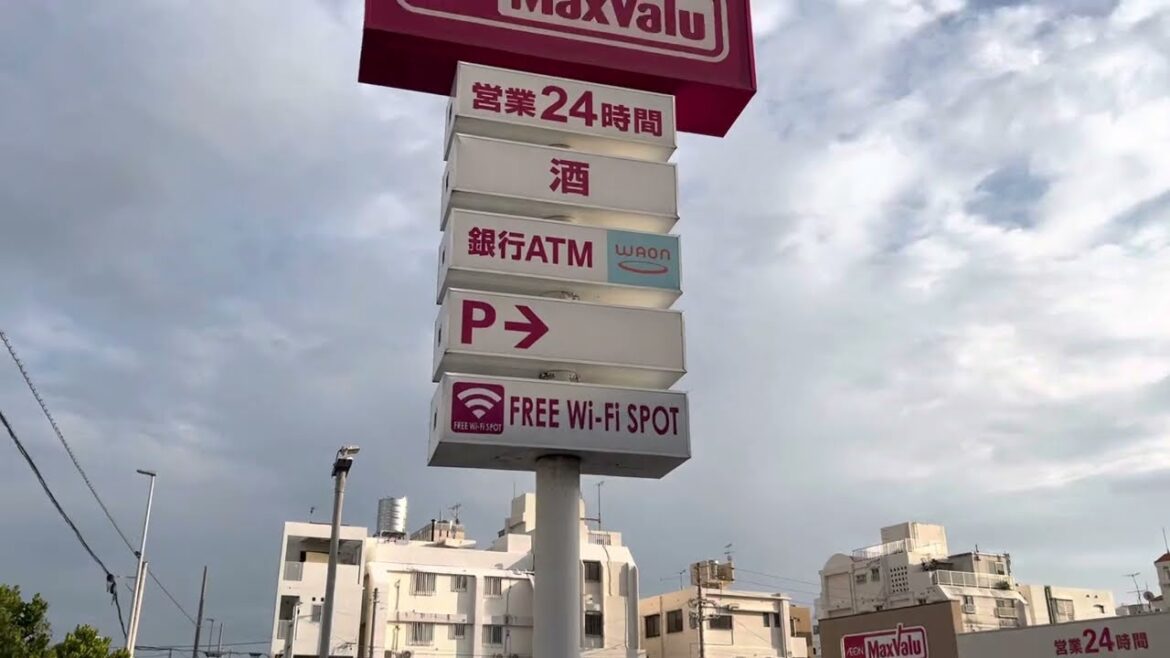 MaxValu
営業24時間
酒
銀行ATM WAON
P→
FREE Wi-Fi SPOT FREE Wi-Fi SPOT
ÆON MaxValu
営業24時間